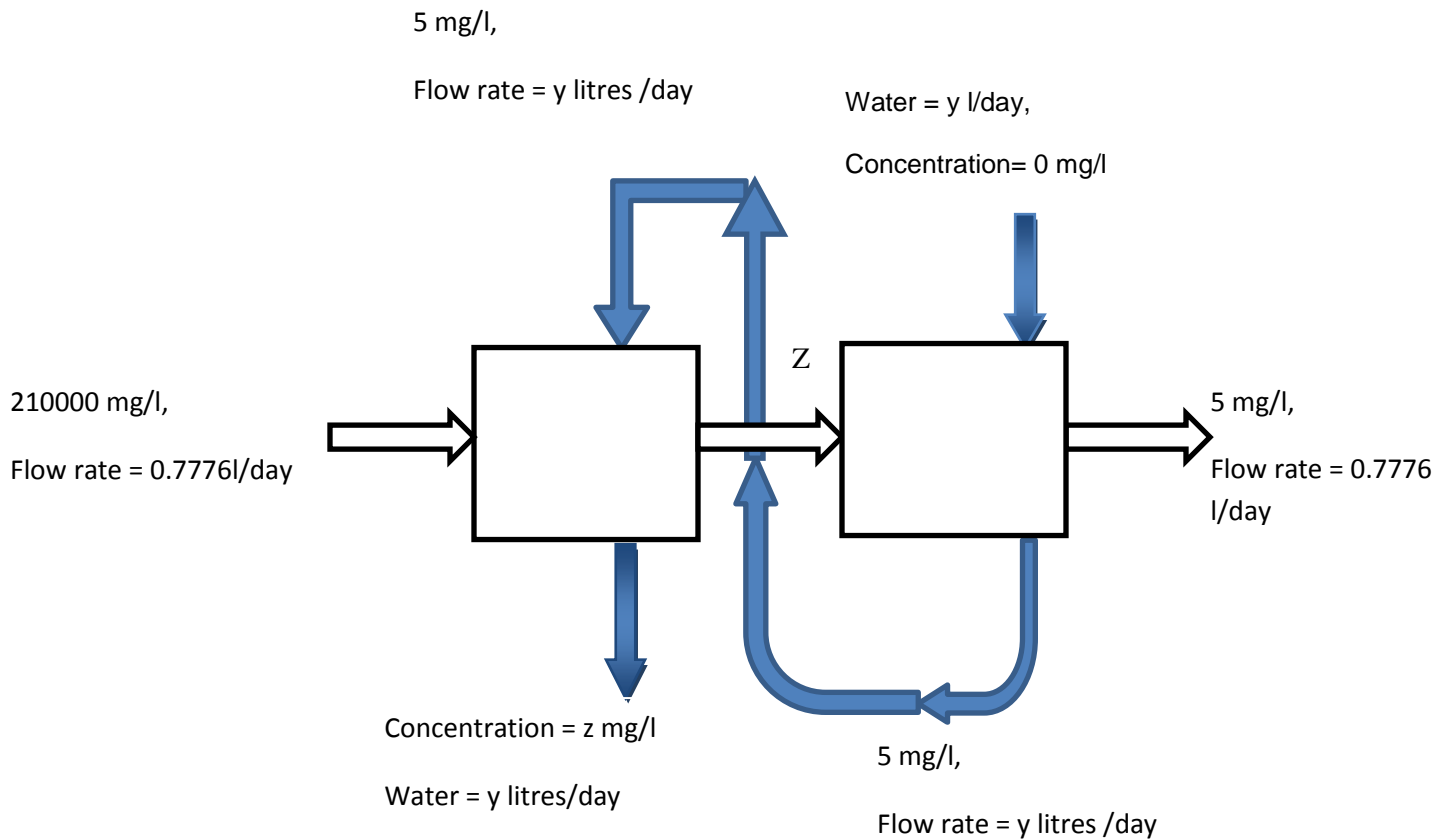 5 mg/l,
Flow rate = y litres /day
Water = y l/day,
Concentration= 0 mg/l
Z
210000 mg/l,
Flow rate = 0.7776l/day
5 mg/l,
Flow rate = 0.7776
l/day
Concentration = z mg/l
Water = y litres/day
5 mg/l,
Flow rate = y litres /day